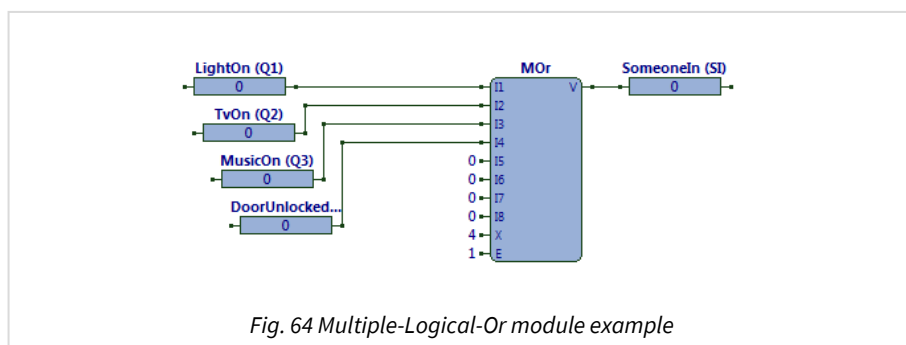 LightOn (Q1)
0
TvOn (Q2)
0
MusicOn (Q3)
0
DoorUnlocked...
0
MOr
I1 V
I2
I3
I4
0 I5
0 I6
0 I7
0 I8
4 X
1 E
SomeoneIn (SI)
0
Fig. 64 Multiple-Logical-Or module example